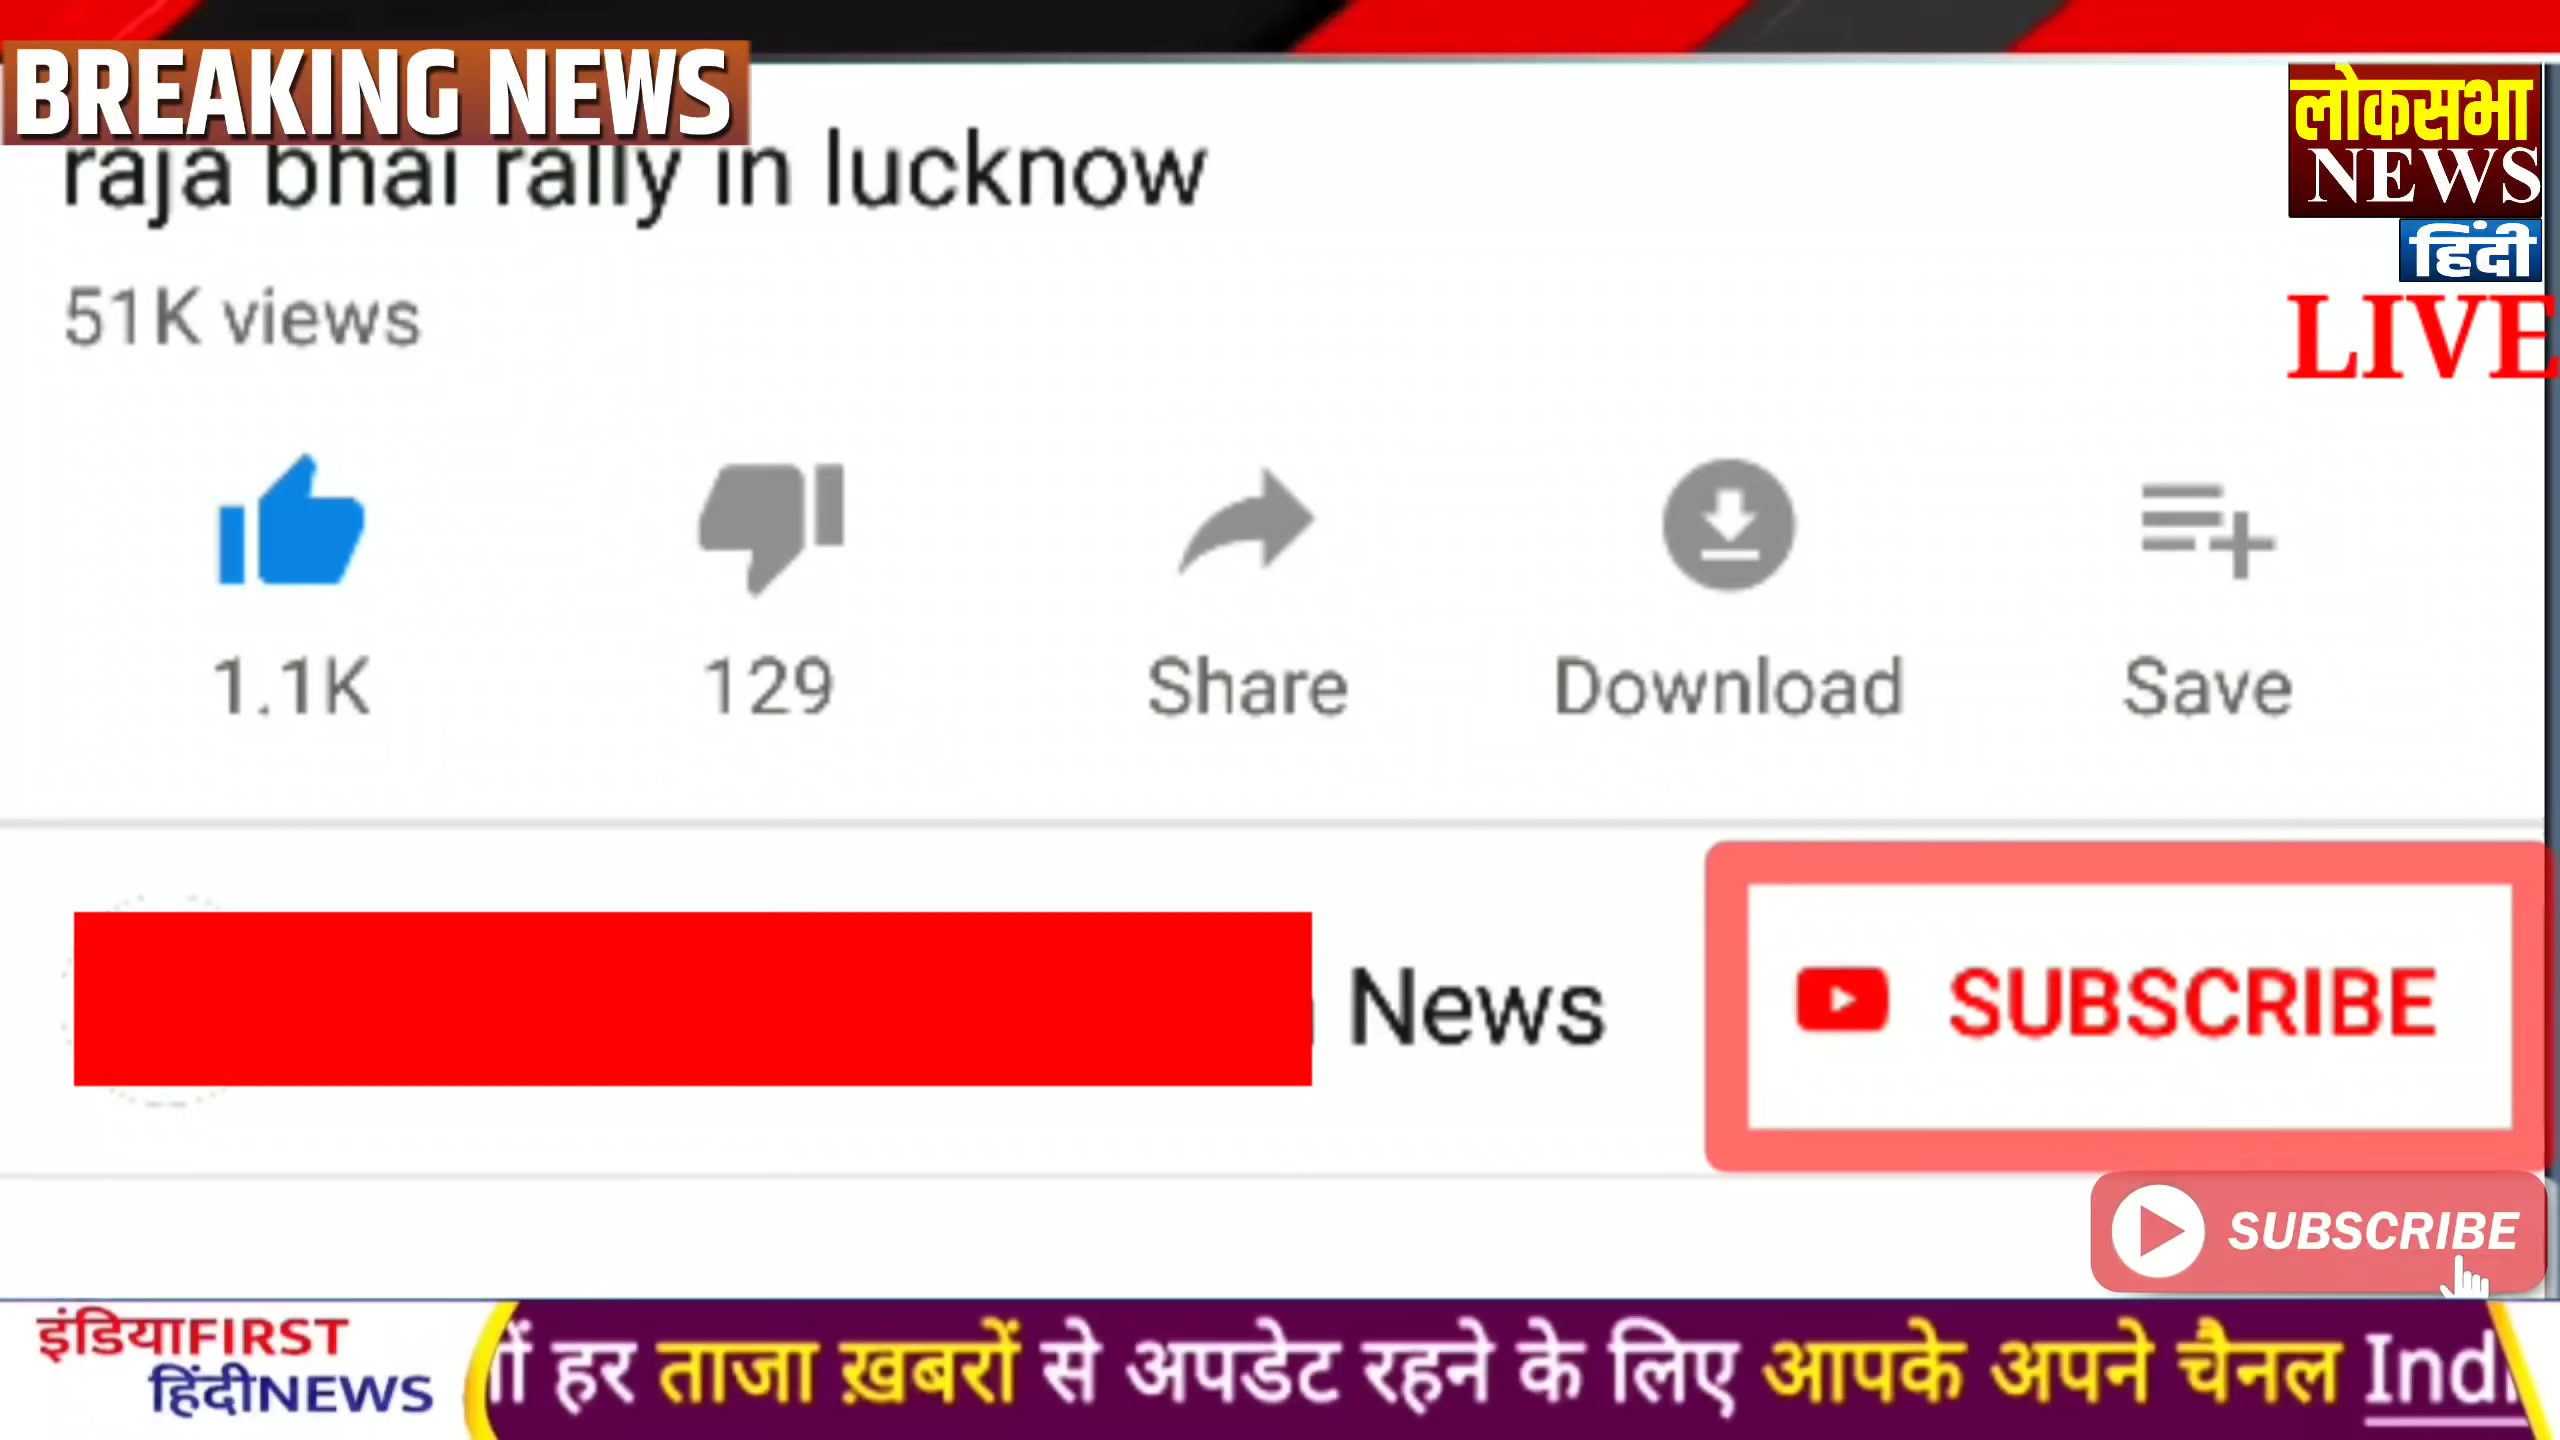 BREAKING NEWS
लोकसभा
NEWS
हिंदी
LIVE
raja bhai rally in lucknow
51K views
1.1K
129
Share
Download
Save
News
SUBSCRIBE
SUBSCRIBE
इंडियाFIRST
हिंदीNEWS
हर ताजा ख़बरों से अपडेट रहने के लिए आपके अपने चैनल